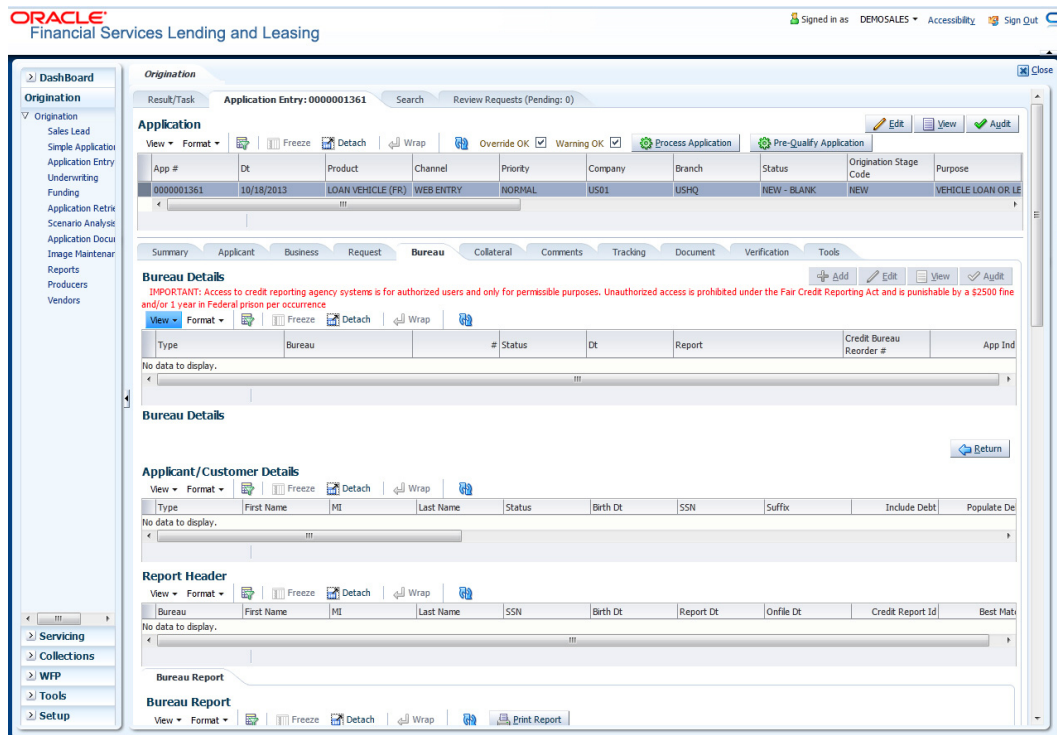 ORACLE
Financial Services Lending and Leasing
Signed in as DEMOSALES Accessibility Sign Out
Close
DashBoard
Origination
Origination
Sales Lead
Simple Application
Application Entry
Underwriting
Funding
Application Retrie
Scenario Analysis
Application Docum
Image Maintenan
Reports
Producers
Vendors
Servicing
Collections
WFP
Tools
Setup
Origination
Result/Task Application Entry: 0000001361 Search Review Requests (Pending: 0)
Application
Edit View Audit
View Format Freeze Detach Wrap Override OK Warning OK Process Application Pre-Qualify Application
App # Dt Product Channel Priority Company Branch Status Origination Stage Code Purpose
0000001361 10/18/2013 LOAN VEHICLE (FR) WEB ENTRY NORMAL US01 USHQ NEW - BLANK NEW VEHICLE LOAN OR LE
Summary Applicant Business Request Bureau Collateral Comments Tracking Document Verification Tools
Bureau Details
Add Edit View Audit
IMPORTANT: Access to credit reporting agency systems is for authorized users and only for permissible purposes. Unauthorized access is prohibited under the Fair Credit Reporting Act and is punishable by a $2500 fine
and/or 1 year in Federal prison per occurrence
View Format Freeze Detach Wrap
Type Bureau # Status Dt Report Credit Bureau Reorder # App Ind
No data to display.
Bureau Details
Return
Applicant/Customer Details
View Format Freeze Detach Wrap
Type First Name MI Last Name Status Birth Dt SSN Suffix Include Debt Populate De
No data to display.
Report Header
View Format Freeze Detach Wrap
Bureau First Name MI Last Name SSN Birth Dt Report Dt Onfile Dt Credit Report Id Best Matc
No data to display.
Bureau Report
Bureau Report
View Format Freeze Detach Wrap Print Report